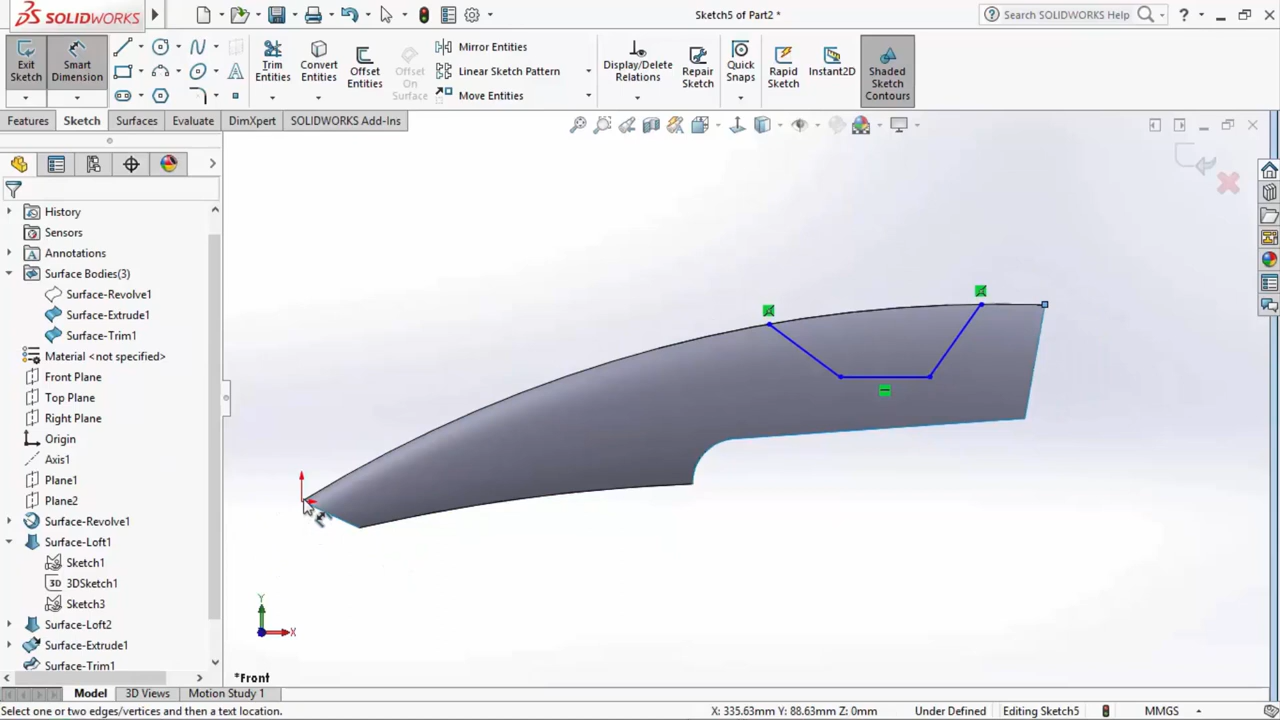 SOLIDWORKS
Sketch5 of Part2 *
Search SOLIDWORKS Help
Exit Sketch
Smart Dimension
Trim Entities
Convert Entities
Offset Entities
Offset On Surface
Mirror Entities
Linear Sketch Pattern
Move Entities
Display/Delete Relations
Repair Sketch
Quick Snaps
Rapid Sketch
Instant2D
Shaded Sketch Contours
Features Sketch Surfaces Evaluate DimXpert SOLIDWORKS Add-Ins
History
Sensors
Annotations
Surface Bodies(3)
Surface-Revolve1
Surface-Extrude1
Surface-Trim1
Material <not specified>
Front Plane
Top Plane
Right Plane
Origin
Axis1
Plane1
Plane2
Surface-Revolve1
Surface-Loft1
Sketch1
3D 3DSketch1
Sketch3
Surface-Loft2
Surface-Extrude1
Surface-Trim1
Y
X
*Front
Model 3D Views Motion Study 1
Select one or two edges/vertices and then a text location.
X: 335.63mm Y: 88.63mm Z: 0mm
Under Defined
Editing Sketch5
MMGS